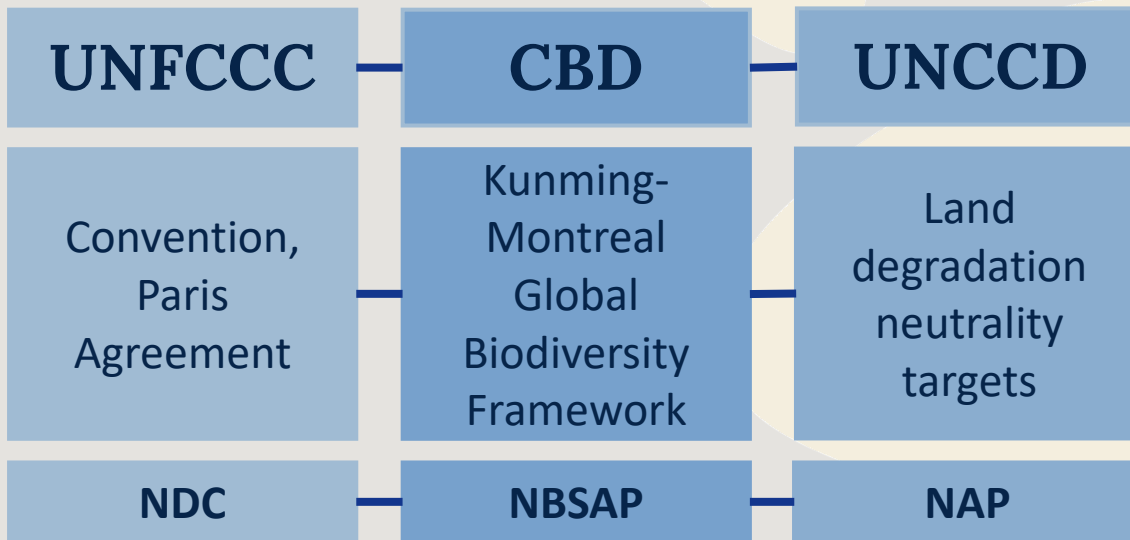 UNFCCC
CBD
UNCCD
Convention,
Paris
Agreement
Kunming-
Montreal
Global
Biodiversity
Framework
Land
degradation
neutrality
targets
NDC
NBSAP
NAP